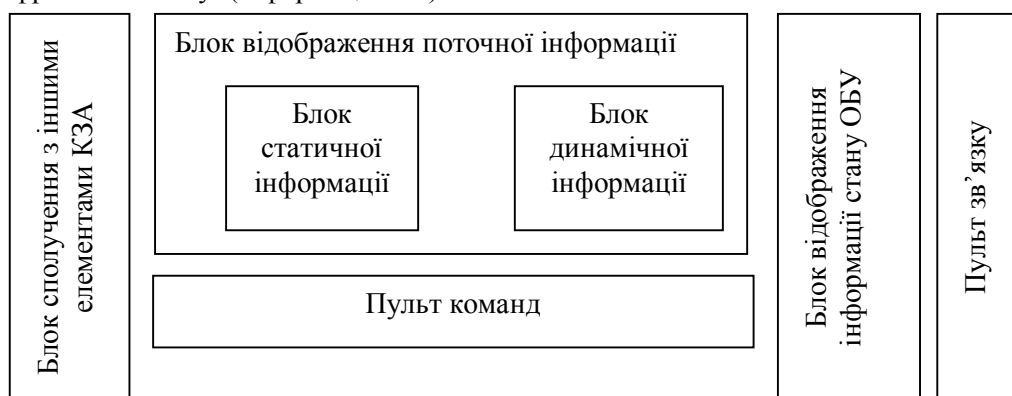 Блок сполучення з іншими
елементами КЗА
Блок відображення поточної інформації
Блок
статичної
інформації
Блок
динамічної
інформації
Пульт команд
Блок відображення
інформації стану ОБУ
Пульт зв’язку